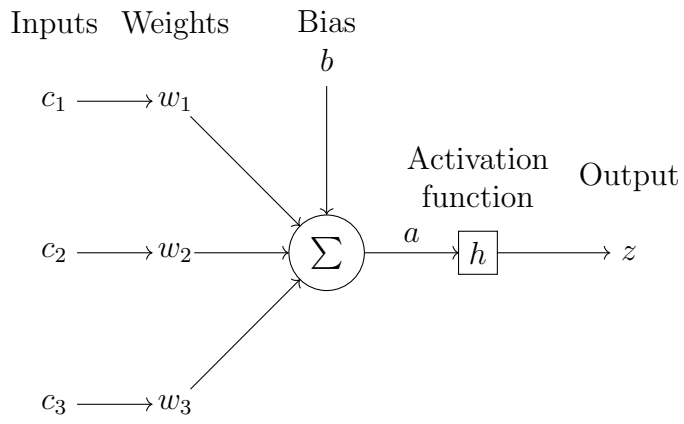 Inputs Weights Bias
b
c₁ w₁
Activation
function
Output
c₂ w₂ ∑ a h z
c₃ w₃